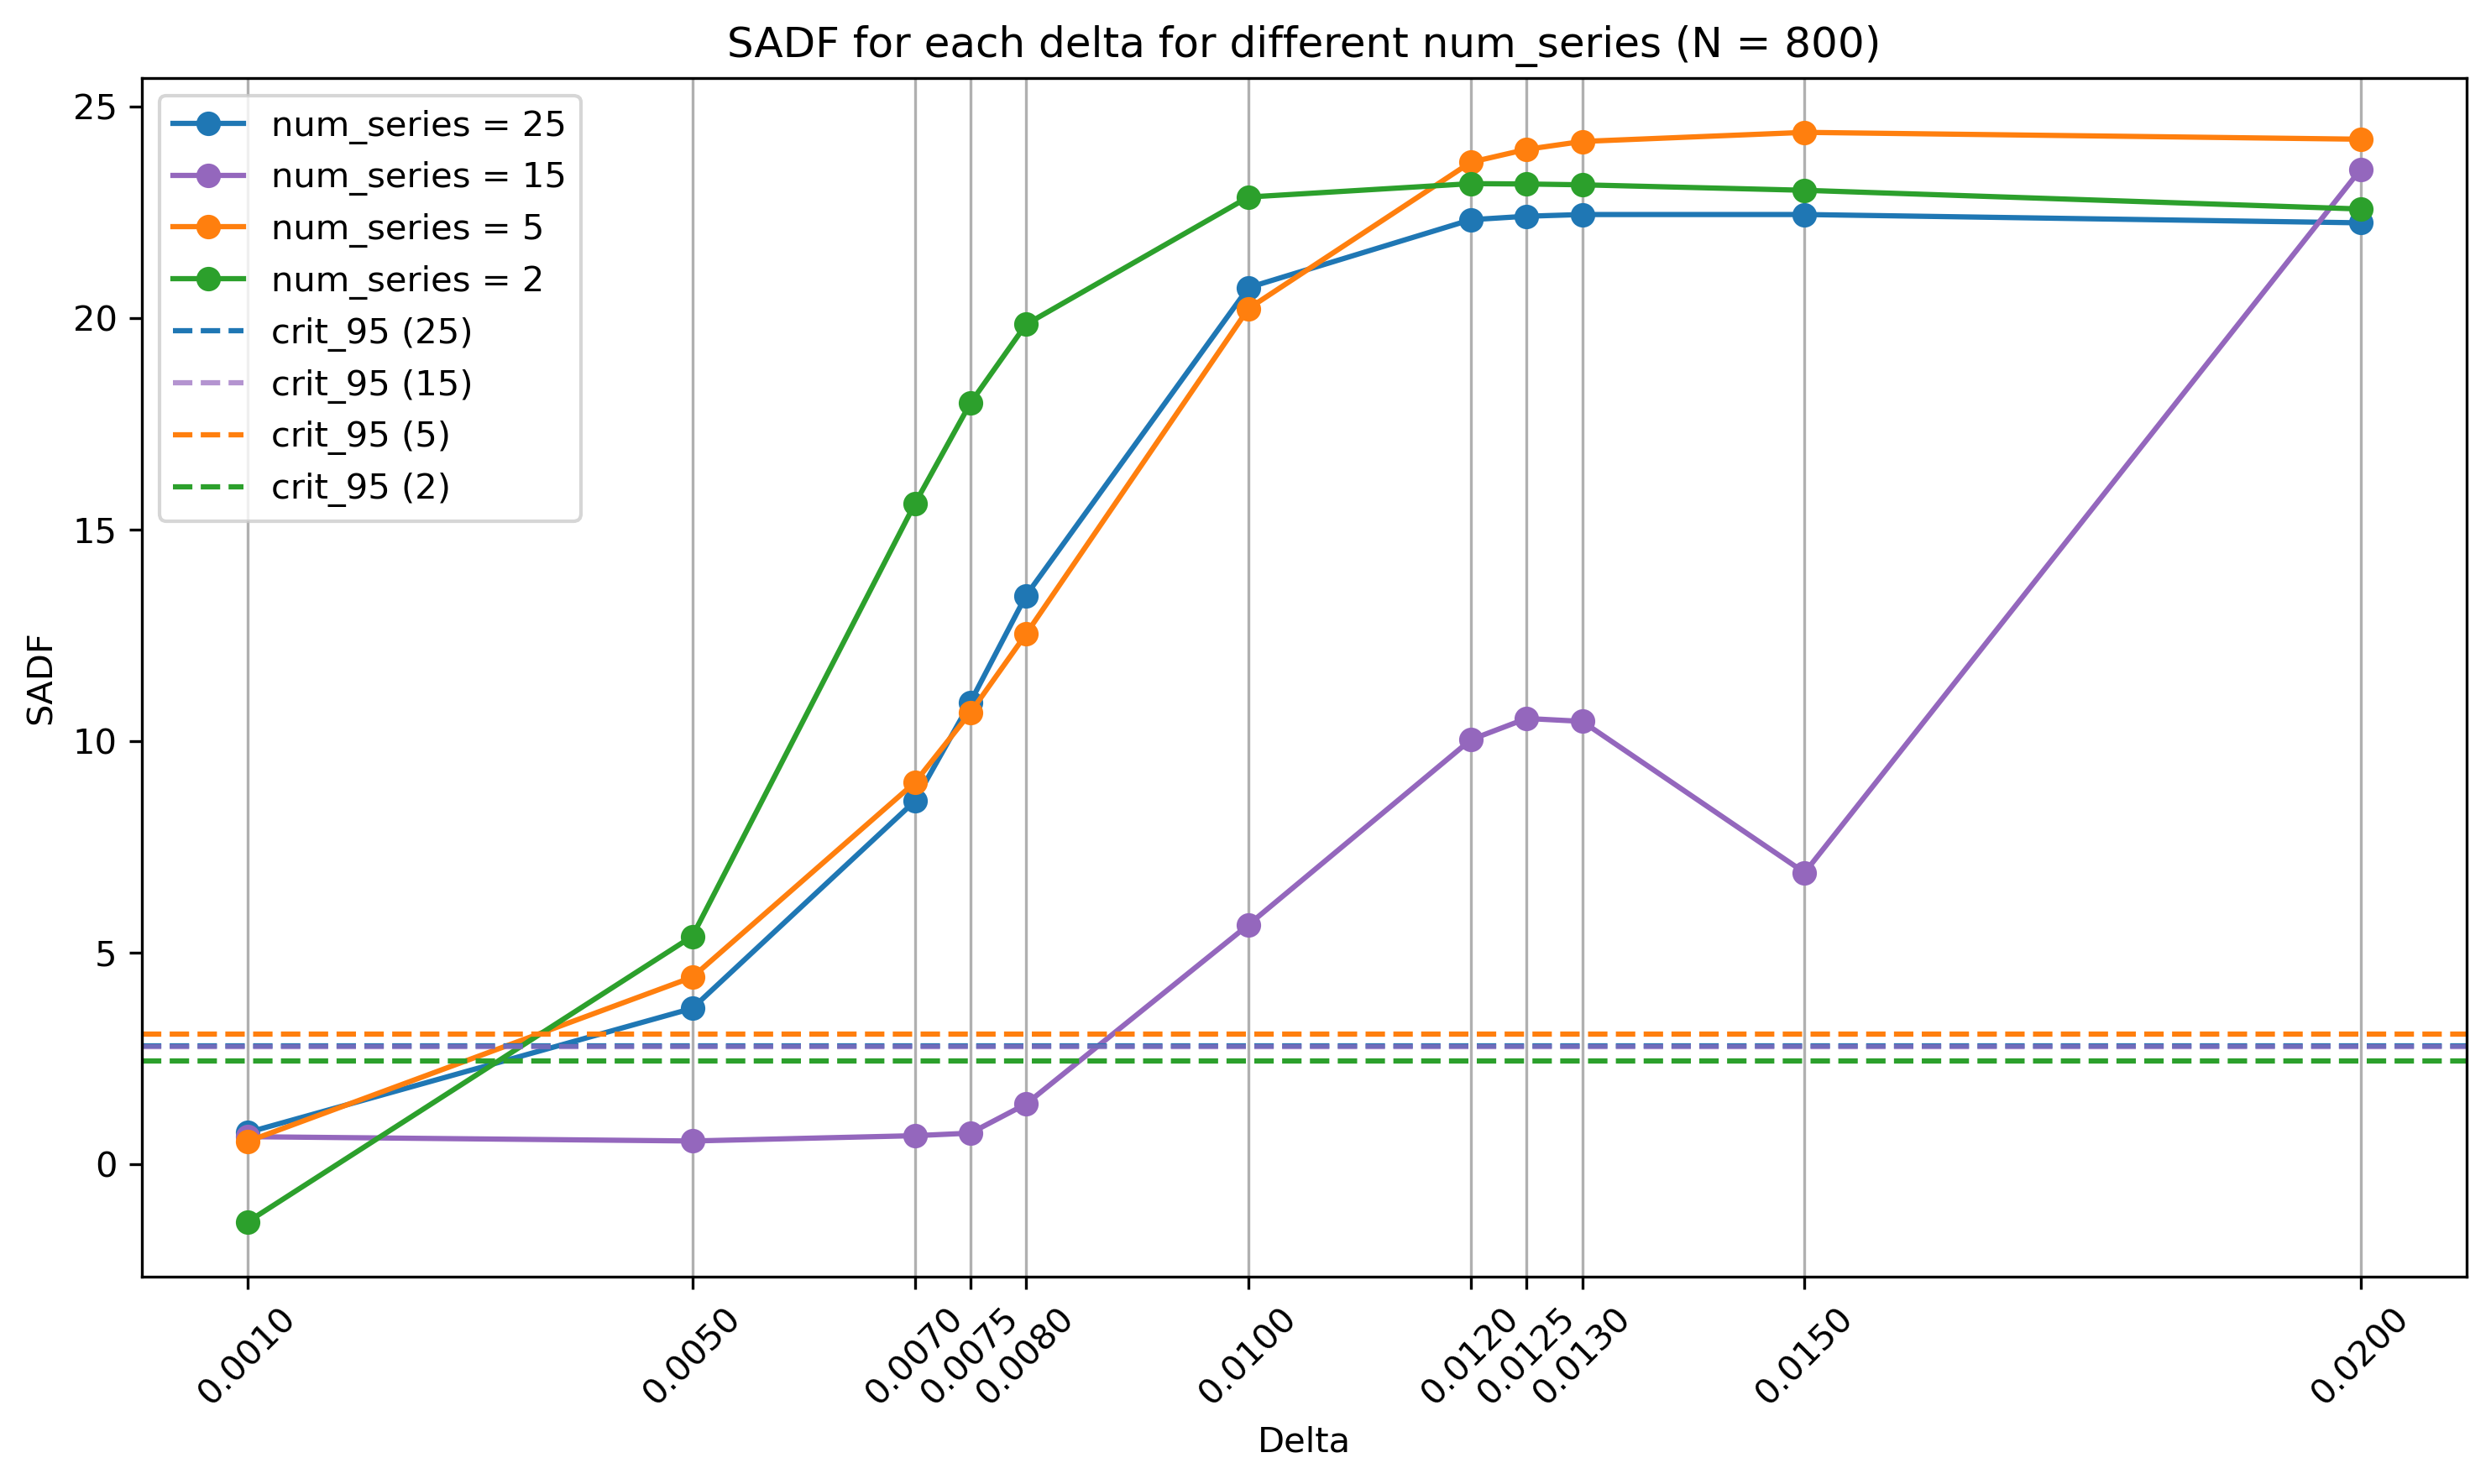 SADF for each delta for different num_series (N = 800)
25
20
15
10
5
0
SADF
num_series = 25
num_series = 15
num_series = 5
num_series = 2
crit_95 (25)
crit_95 (15)
crit_95 (5)
crit_95 (2)
0.0010
0.0050
0.0070
0.0075
0.0080
0.0100
0.0120
0.0125
0.0130
0.0150
0.0200
Delta